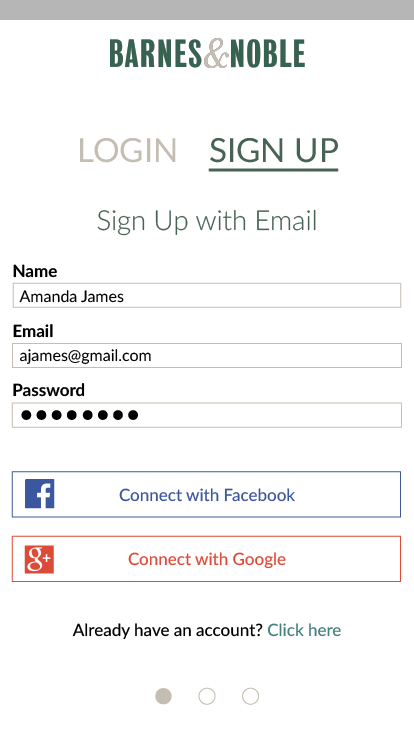 BARNES&NOBLE
LOGIN SIGN UP
Sign Up with Email
Name
Amanda James
Email
ajames@gmail.com
Password
●●●●●●●●
f Connect with Facebook
g+ Connect with Google
Already have an account? Click here